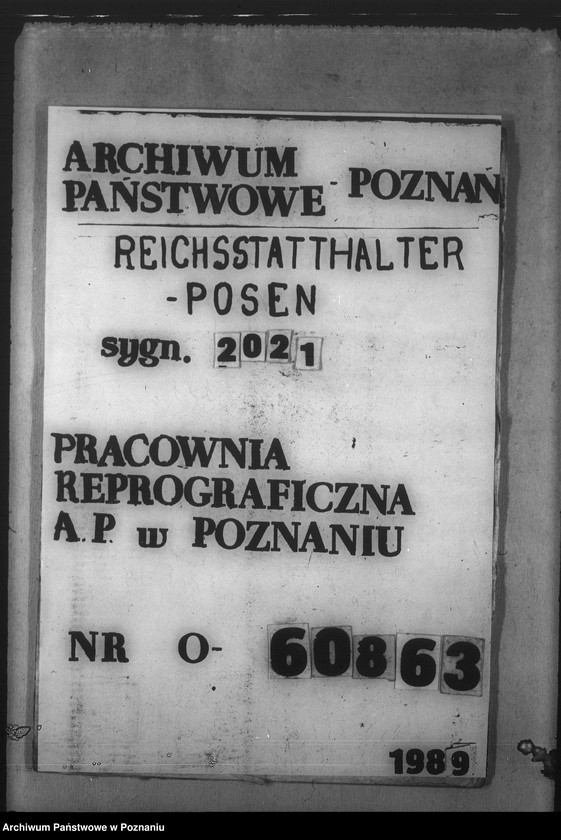 ARCHIWUM
PAŃSTWOWE - POZNAŃ
REICHSSTATTHALTER
-POSEN
sygn. 2021
PRACOWNIA
REPROGRAFICZNA
A.P. w POZNANIU
NR O- 60863
1989
Archiwum Państwowe w Poznaniu